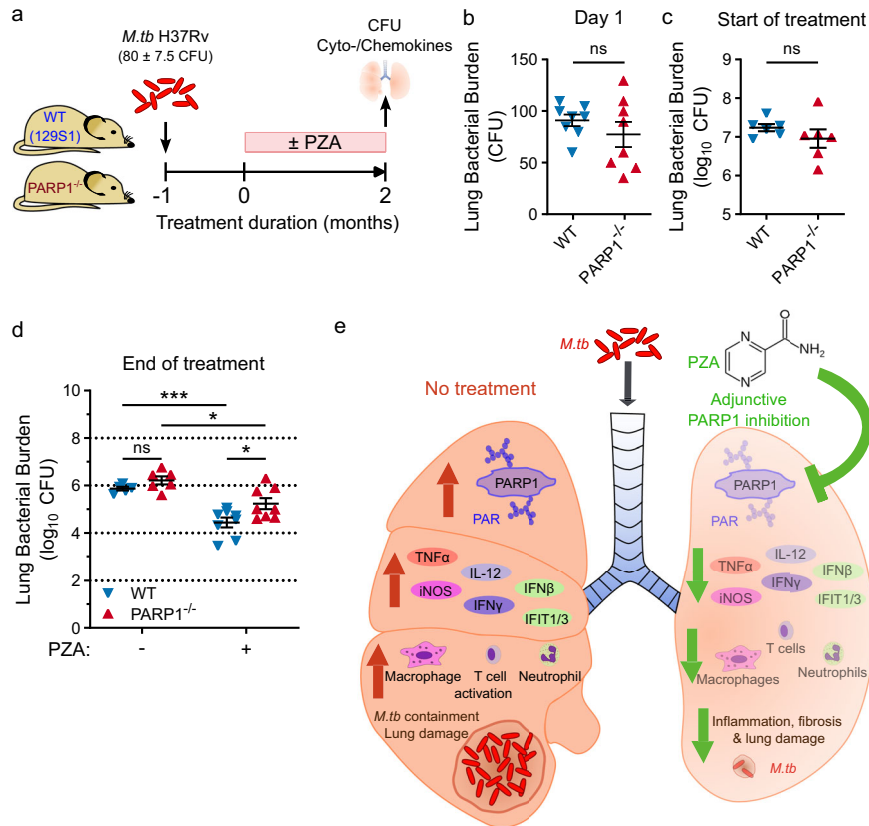 a
M.tb H37Rv
(80 ± 7.5 CFU)
CFU
Cyto-/Chemokines
WT
(129S1)
PARP1-/-
± PZA
-1
0
2
Treatment duration (months)
b
Day 1
ns
Lung Bacterial Burden
(CFU)
150
100
50
0
WT
PARP1-/-
c
Start of treatment
ns
Lung Bacterial Burden
(log10 CFU)
9
8
7
6
5
WT
PARP1-/-
d
End of treatment
***
*
ns
*
Lung Bacterial Burden
(log10 CFU)
10
8
6
4
2
0
WT
PARP1-/-
PZA:
-
+
e
No treatment
M.tb
PZA
O
NH2
N
N
Adjunctive
PARP1 inhibition
PARP1
PAR
TNFα
IL-12
IFNβ
iNOS
IFNγ
IFIT1/3
Macrophage
T cell
activation
Neutrophil
M.tb containment
Lung damage
PARP1
PAR
TNFα
IL-12
IFNβ
iNOS
IFNγ
IFIT1/3
T cells
Macrophages
Neutrophils
Inflammation, fibrosis
& lung damage
M.tb